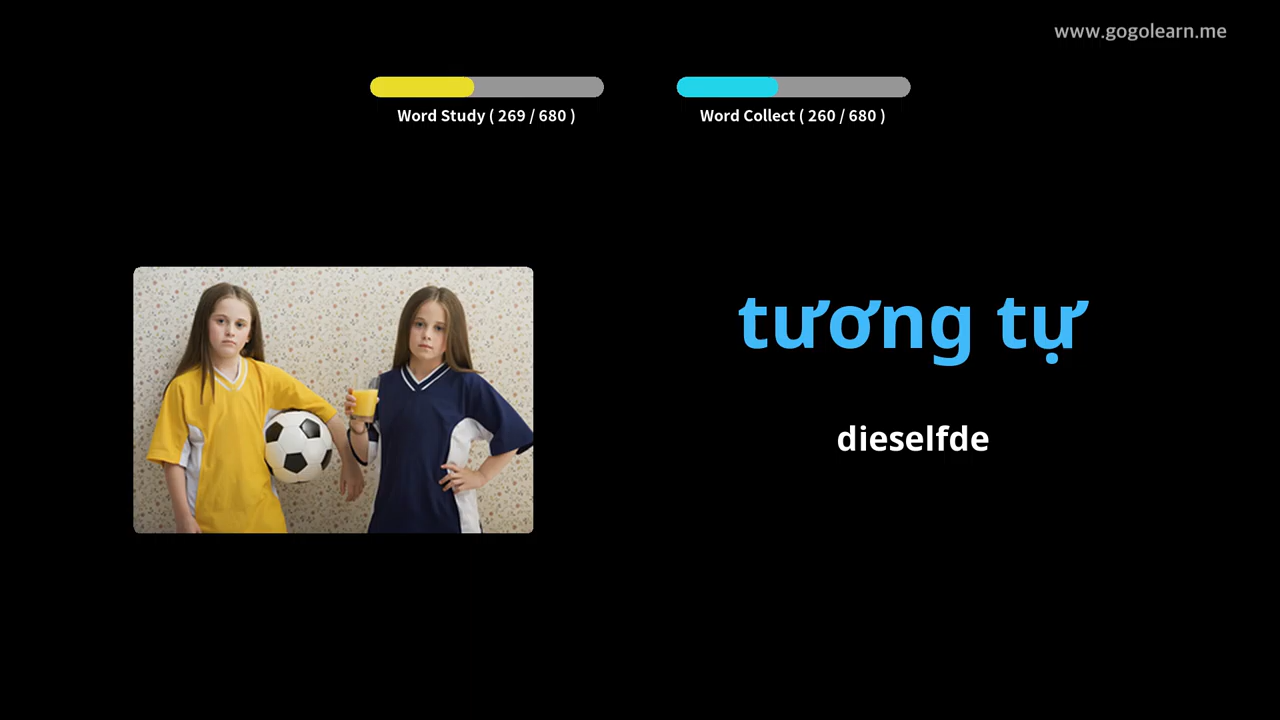 www.gogolearn.me
Word Study ( 269 / 680 )
Word Collect ( 260 / 680 )
tương tự
dieselfde